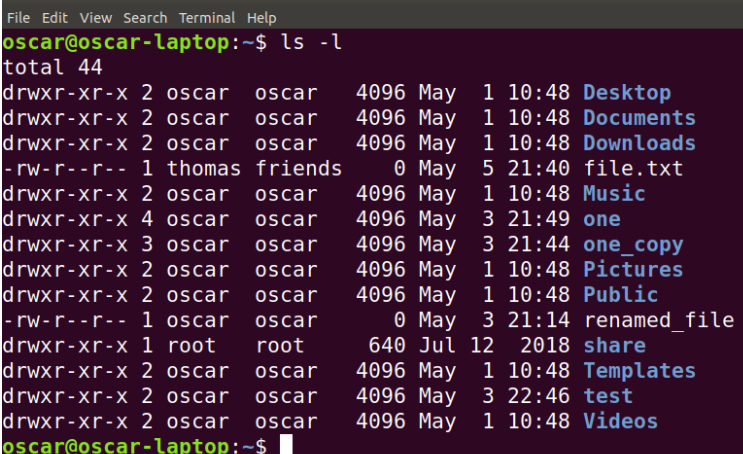 File Edit View Search Terminal Help
oscar@oscar-laptop:~$ ls -l
total 44
drwxr-xr-x 2 oscar  oscar   4096 May  1 10:48 Desktop
drwxr-xr-x 2 oscar  oscar   4096 May  1 10:48 Documents
drwxr-xr-x 2 oscar  oscar   4096 May  1 10:48 Downloads
-rw-r--r-- 1 thomas friends    0 May  5 21:40 file.txt
drwxr-xr-x 2 oscar  oscar   4096 May  1 10:48 Music
drwxr-xr-x 4 oscar  oscar   4096 May  3 21:49 one
drwxr-xr-x 3 oscar  oscar   4096 May  3 21:44 one_copy
drwxr-xr-x 2 oscar  oscar   4096 May  1 10:48 Pictures
drwxr-xr-x 2 oscar  oscar   4096 May  1 10:48 Public
-rw-r--r-- 1 oscar  oscar      0 May  3 21:14 renamed_file
drwxr-xr-x 1 root   root     640 Jul 12  2018 share
drwxr-xr-x 2 oscar  oscar   4096 May  1 10:48 Templates
drwxr-xr-x 2 oscar  oscar   4096 May  3 22:46 test
drwxr-xr-x 2 oscar  oscar   4096 May  1 10:48 Videos
oscar@oscar-laptop:~$